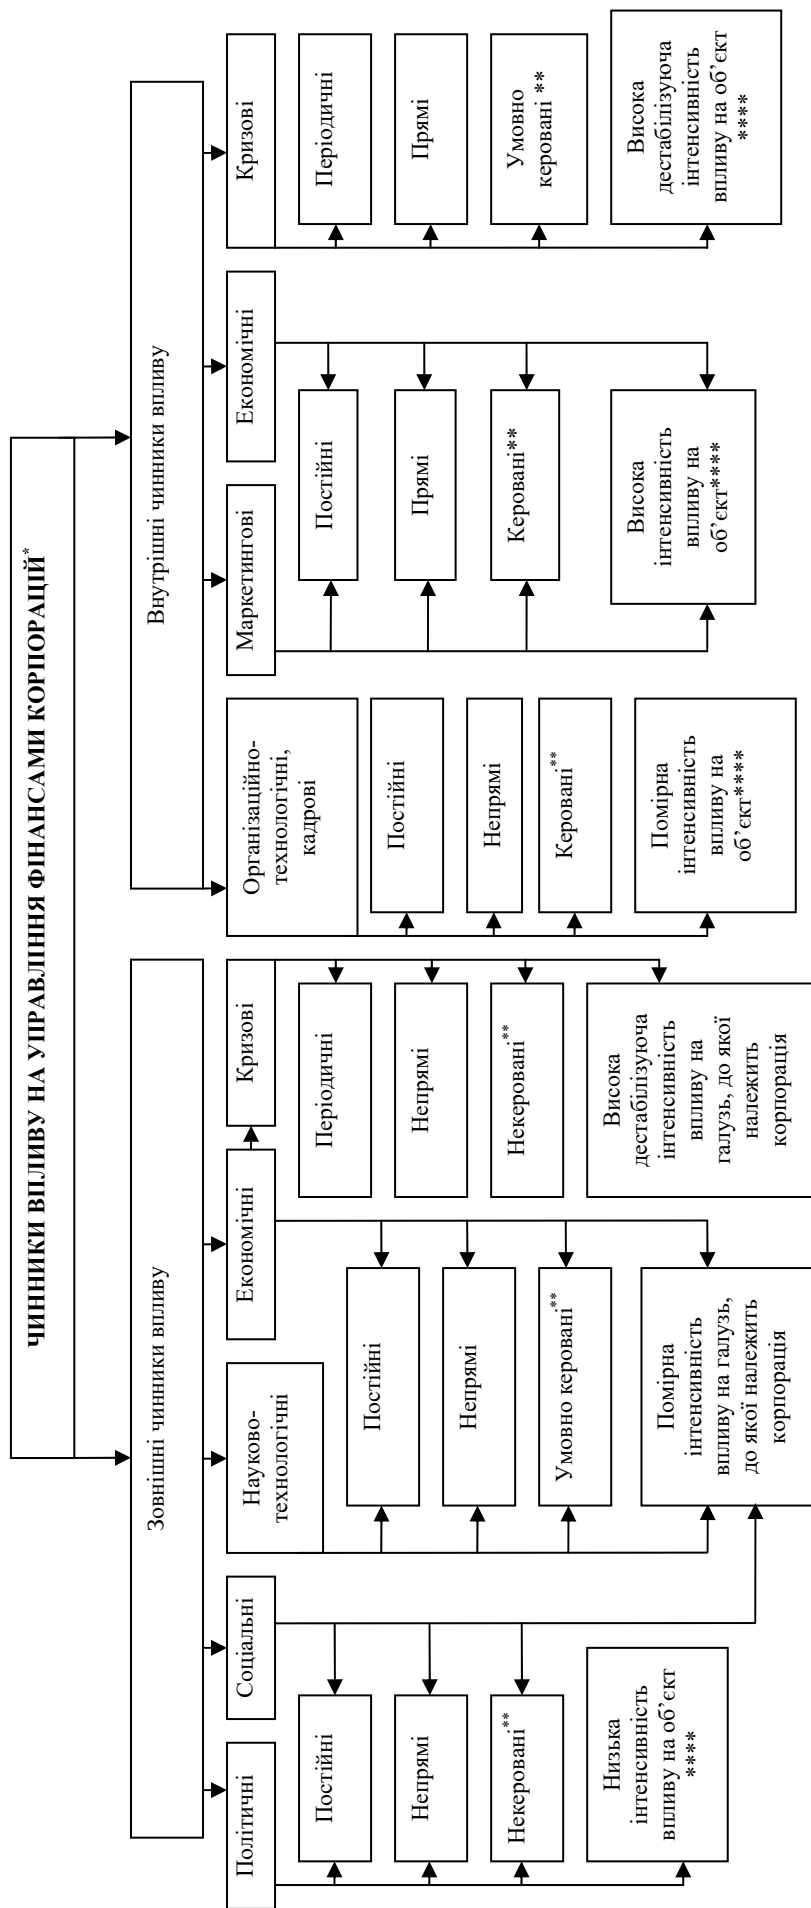 ЧИННИКИ ВПЛИВУ НА УПРАВЛІННЯ ФІНАНСАМИ КОРПОРАЦІЙ*
Зовнішні чинники впливу
Внутрішні чинники впливу
Політичні
Соціальні
Науково-
технологічні
Економічні
Кризові
Організаційно-
технологічні,
кадрові
Маркетингові
Економічні
Кризові
Постійні
Непрямі
Некеровані**
Низька
інтенсивність
впливу на об’єкт
****
Постійні
Непрямі
Умовно керовані**
Помірна
інтенсивність
впливу на галузь,
до якої належить
корпорація
Періодичні
Непрямі
Некеровані**
Висока
дестабілізуюча
інтенсивність
впливу на
галузь, до якої
належить
корпорація
Постійні
Непрямі
Керовані**
Помірна
інтенсивність
впливу на
об’єкт****
Постійні
Прямі
Керовані**
Висока
інтенсивність
впливу на
об’єкт****
Періодичні
Прямі
Умовно
керовані **
Висока
дестабілізуюча
інтенсивність
впливу на об’єкт
****